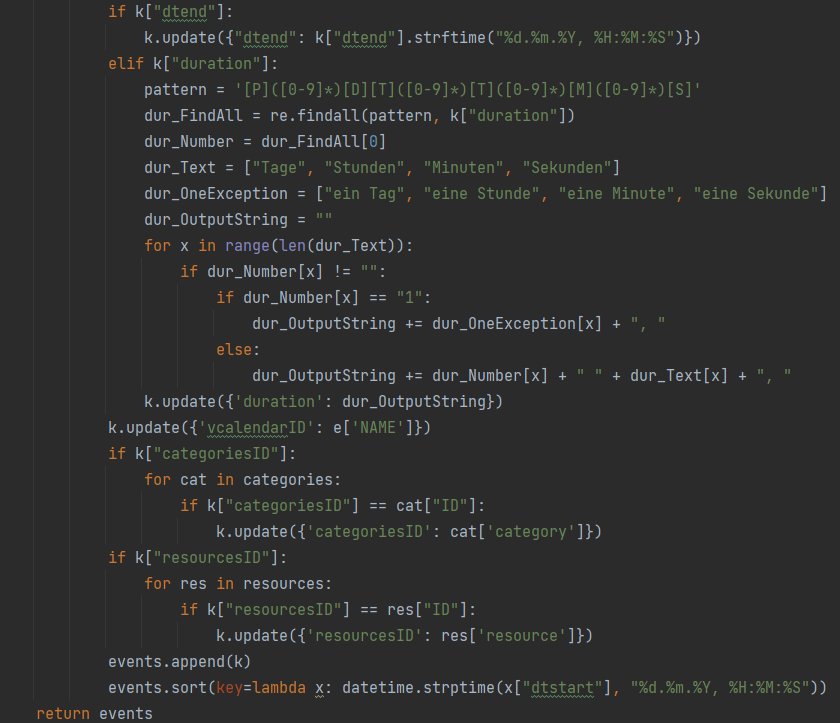 if k["dtend"]:
k.update({"dtend": k["dtend"].strftime("%d.%m.%Y, %H:%M:%S")})
elif k["duration"]:
pattern = '[P]([0-9]*)[D][T]([0-9]*)[T]([0-9]*)[M]([0-9]*)[S]'
dur_FindAll = re.findall(pattern, k["duration"])
dur_Number = dur_FindAll[0]
dur_Text = ["Tage", "Stunden", "Minuten", "Sekunden"]
dur_OneException = ["ein Tag", "eine Stunde", "eine Minute", "eine Sekunde"]
dur_OutputString = ""
for x in range(len(dur_Text)):
if dur_Number[x] != "":
if dur_Number[x] == "1":
dur_OutputString += dur_OneException[x] + ", "
else:
dur_OutputString += dur_Number[x] + " " + dur_Text[x] + ", "
k.update({'duration': dur_OutputString})
k.update({'vcalendarID': e['NAME']})
if k["categoriesID"]:
for cat in categories:
if k["categoriesID"] == cat["ID"]:
k.update({'categoriesID': cat['category']})
if k["resourcesID"]:
for res in resources:
if k["resourcesID"] == res["ID"]:
k.update({'resourcesID': res['resource']})
events.append(k)
events.sort(key=lambda x: datetime.strptime(x["dtstart"], "%d.%m.%Y, %H:%M:%S"))
return events